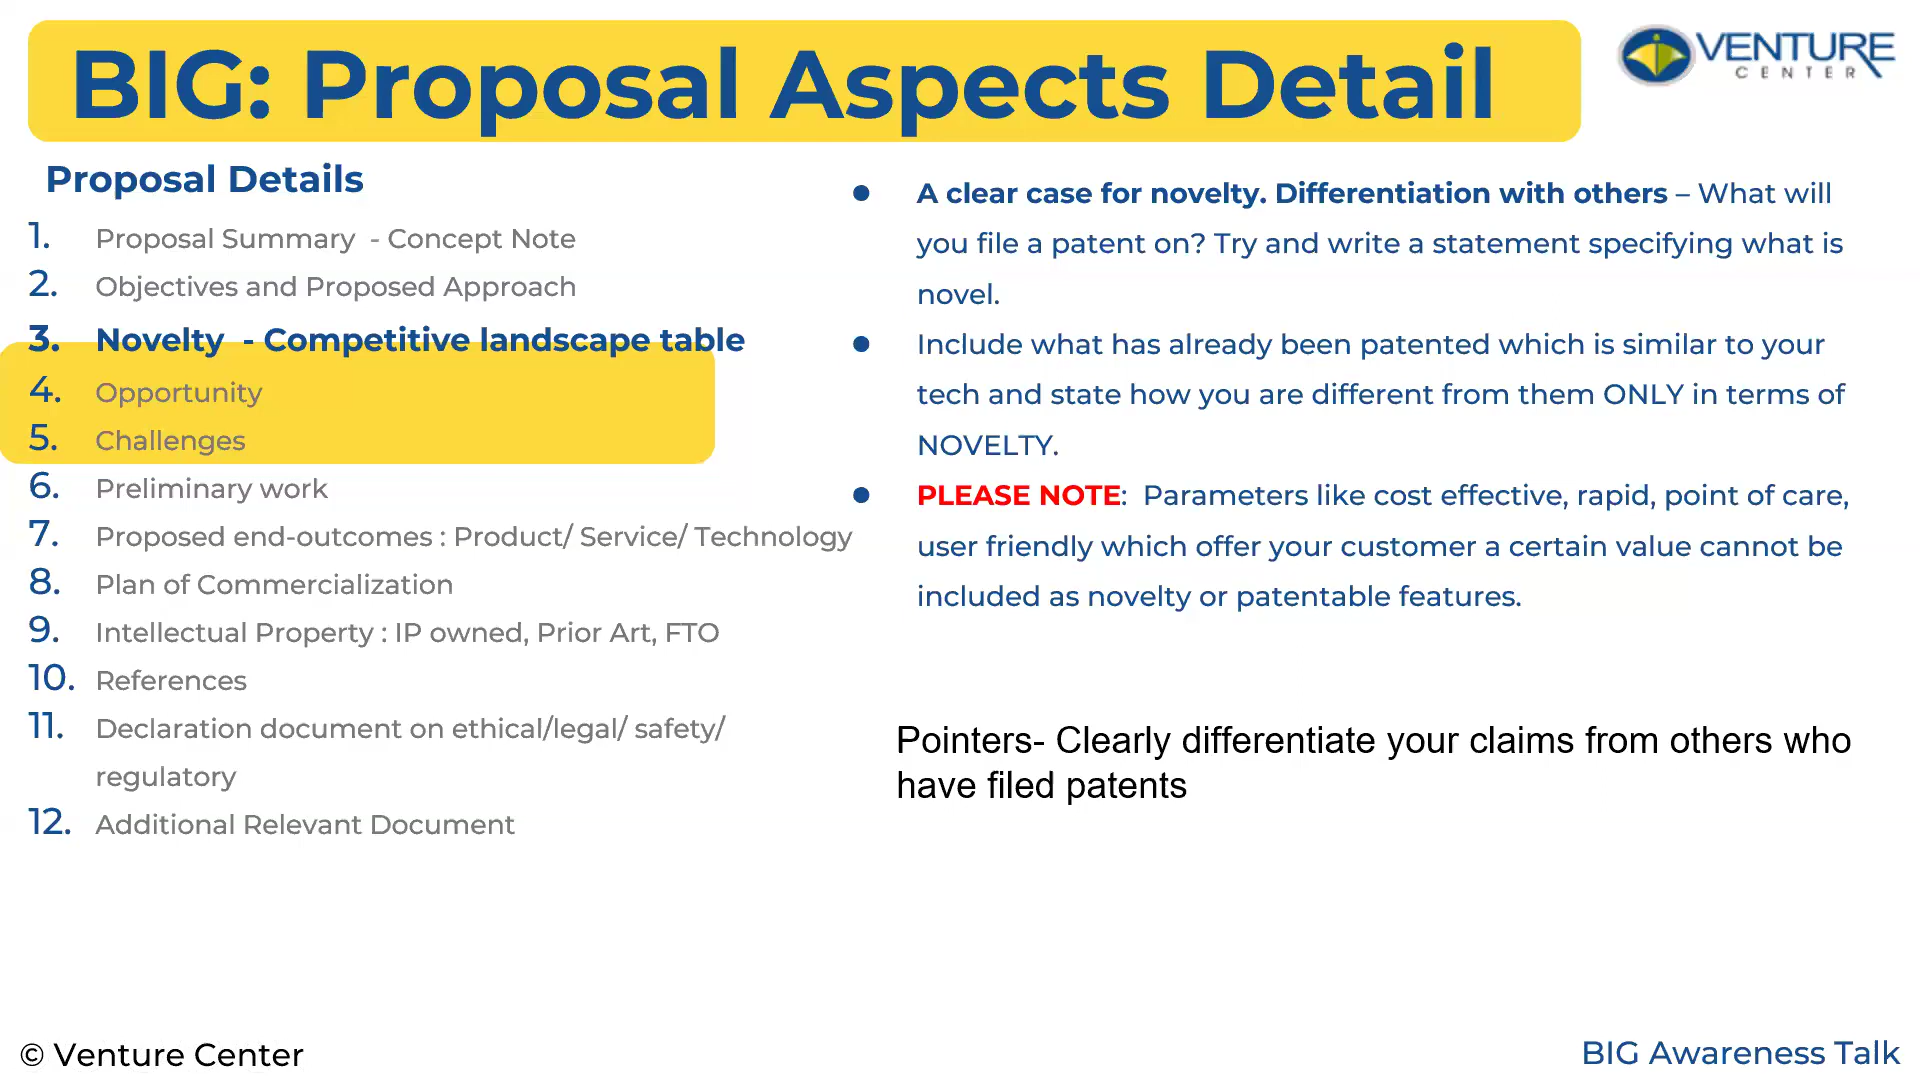 BIG: Proposal Aspects Detail
VENTURE
CENTER
Proposal Details
1. Proposal Summary - Concept Note
2. Objectives and Proposed Approach
3. Novelty - Competitive landscape table
4. Opportunity
5. Challenges
6. Preliminary work
7. Proposed end-outcomes : Product/ Service/ Technology
8. Plan of Commercialization
9. Intellectual Property : IP owned, Prior Art, FTO
10. References
11. Declaration document on ethical/legal/ safety/
regulatory
12. Additional Relevant Document
● A clear case for novelty. Differentiation with others – What will
you file a patent on? Try and write a statement specifying what is
novel.
● Include what has already been patented which is similar to your
tech and state how you are different from them ONLY in terms of
NOVELTY.
● PLEASE NOTE: Parameters like cost effective, rapid, point of care,
user friendly which offer your customer a certain value cannot be
included as novelty or patentable features.
Pointers- Clearly differentiate your claims from others who
have filed patents
© Venture Center
BIG Awareness Talk